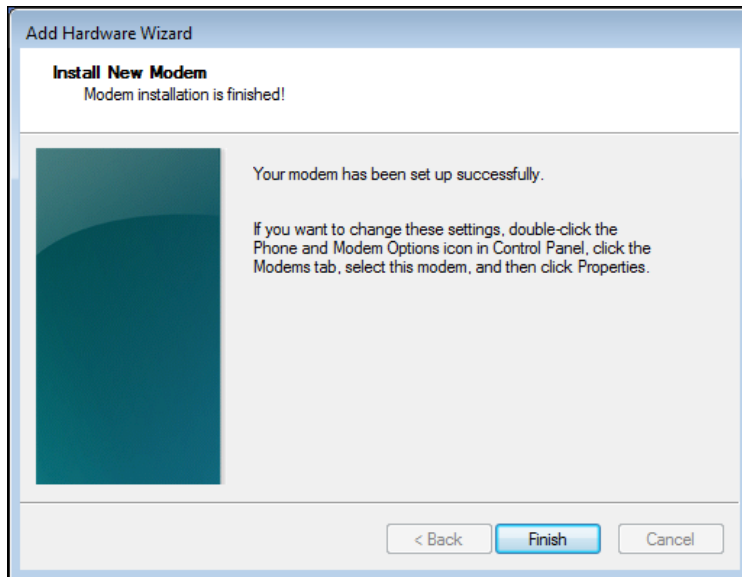 Add Hardware Wizard
Install New Modem
Modem installation is finished!
Your modem has been set up successfully.
If you want to change these settings, double-click the
Phone and Modem Options icon in Control Panel, click the
Modems tab, select this modem, and then click Properties.
< Back Finish Cancel